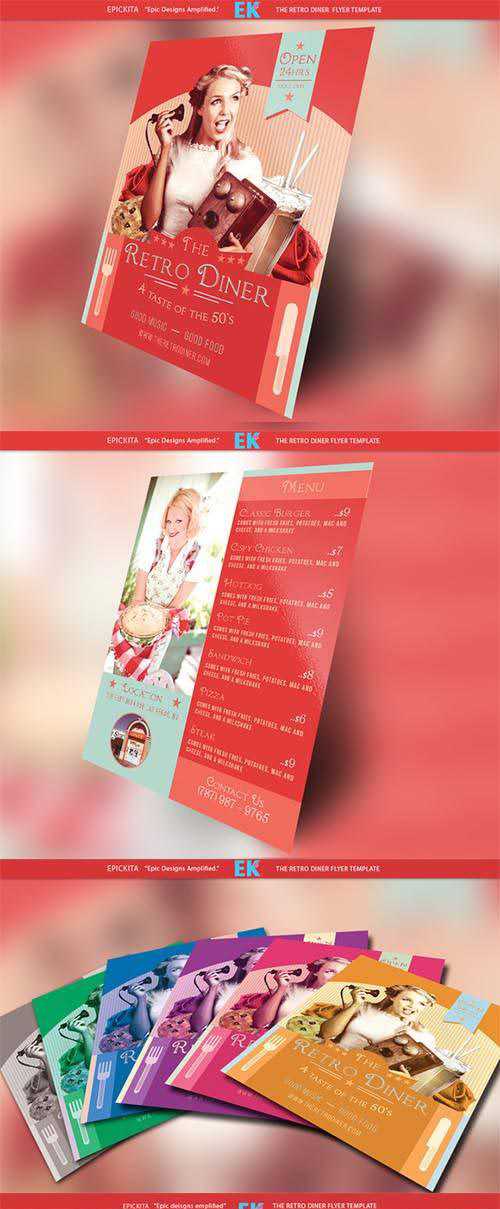 EPICKITA "Epic Designs Amplified." EK THE RETRO DINER FLYER TEMPLATE
OPEN
24HRS
THE
RETRO DINER
A TASTE OF THE 50'S
GOOD MUSIC — GOOD FOOD
WWW.THERETRODINER.COM
EPICKITA "Epic Designs Amplified." EK THE RETRO DINER FLYER TEMPLATE
MENU
CLASSIC BURGER ...$9
COMES WITH FRESH FRIES, POTATOES, MAC AND
CHEESE, AND A MILKSHAKE
CISPY CHICKEN ...$7
COMES WITH FRESH FRIES, POTATOES, MAC AND
CHEESE, AND A MILKSHAKE
HOTDOG ...$5
COMES WITH FRESH FRIES, POTATOES, MAC AND
CHEESE, AND A MILKSHAKE
POT PIE ...$9
COMES WITH FRESH FRIES, POTATOES, MAC AND
CHEESE, AND A MILKSHAKE
SANDWICH ...$8
COMES WITH FRESH FRIES, POTATOES, MAC AND
CHEESE, AND A MILKSHAKE
PIZZA ...$6
COMES WITH FRESH FRIES, POTATOES, MAC AND
CHEESE, AND A MILKSHAKE
STEAK ...$9
COMES WITH FRESH FRIES, POTATOES, MAC AND
CHEESE, AND A MILKSHAKE
LOCATION
CONTACT US
(787) 987 - 9765
EPICKITA "Epic Designs Amplified." EK THE RETRO DINER FLYER TEMPLATE
THE
RETRO DINER
A TASTE OF THE 50'S
GOOD MUSIC — GOOD FOOD
WWW.THERETRODINER.COM
EPICKITA "Epic deisgns amplified" EK THE RETRO DINER FLYER TEMPLATE